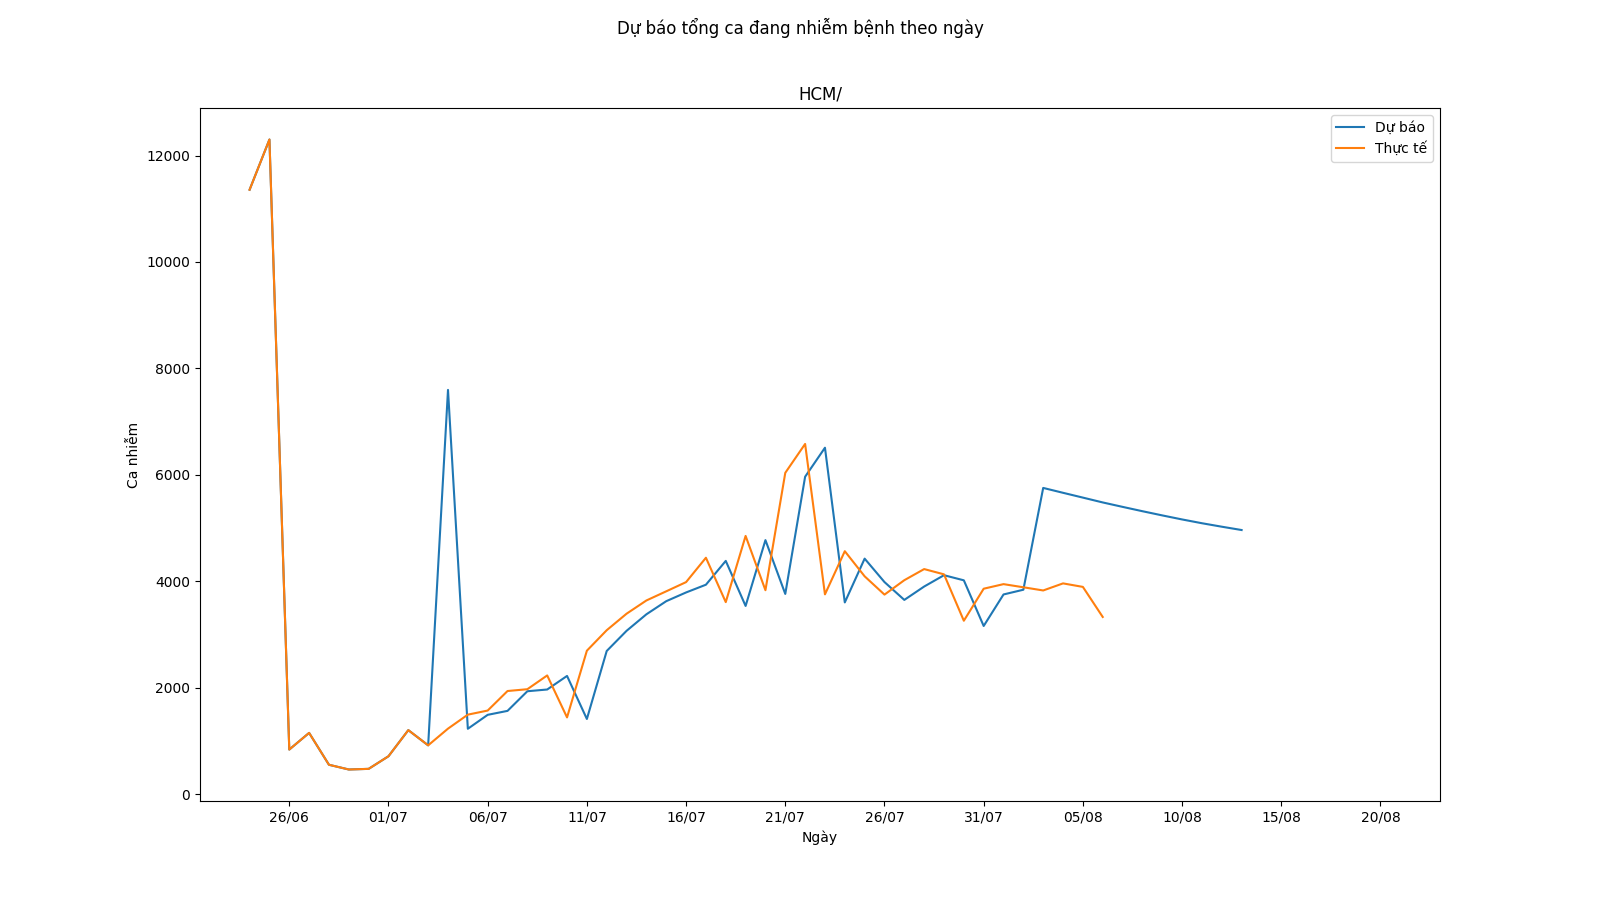 Dự báo tổng ca đang nhiễm bệnh theo ngày
HCM/
Dự báo
Thực tế
12000
10000
8000
6000
4000
2000
0
Ca nhiễm
26/06 01/07 06/07 11/07 16/07 21/07 26/07 31/07 05/08 10/08 15/08 20/08
Ngày